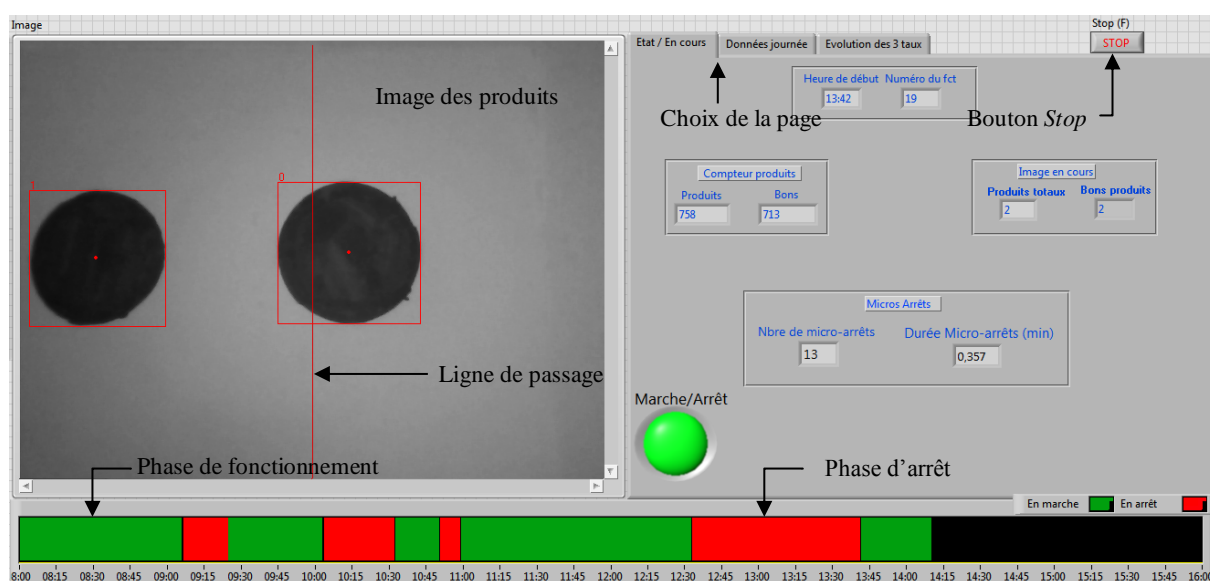 Image
Stop (F)
STOP
Etat / En cours
Données journée
Evolution des 3 taux
Heure de début Numéro du fct
13:42 19
Image des produits
Choix de la page
Bouton Stop
Compteur produits
Produits Bons
758 713
Image en cours
Produits totaux Bons produits
2 2
1
0
Micros Arrêts
Nbre de micro-arrêts Durée Micro-arrêts (min)
13 0,357
Ligne de passage
Marche/Arrêt
Phase de fonctionnement
Phase d'arrêt
En marche En arrêt
8:00 08:15 08:30 08:45 09:00 09:15 09:30 09:45 10:00 10:15 10:30 10:45 11:00 11:15 11:30 11:45 12:00 12:15 12:30 12:45 13:00 13:15 13:30 13:45 14:00 14:15 14:30 14:45 15:00 15:15 15:30 15:45 16:00